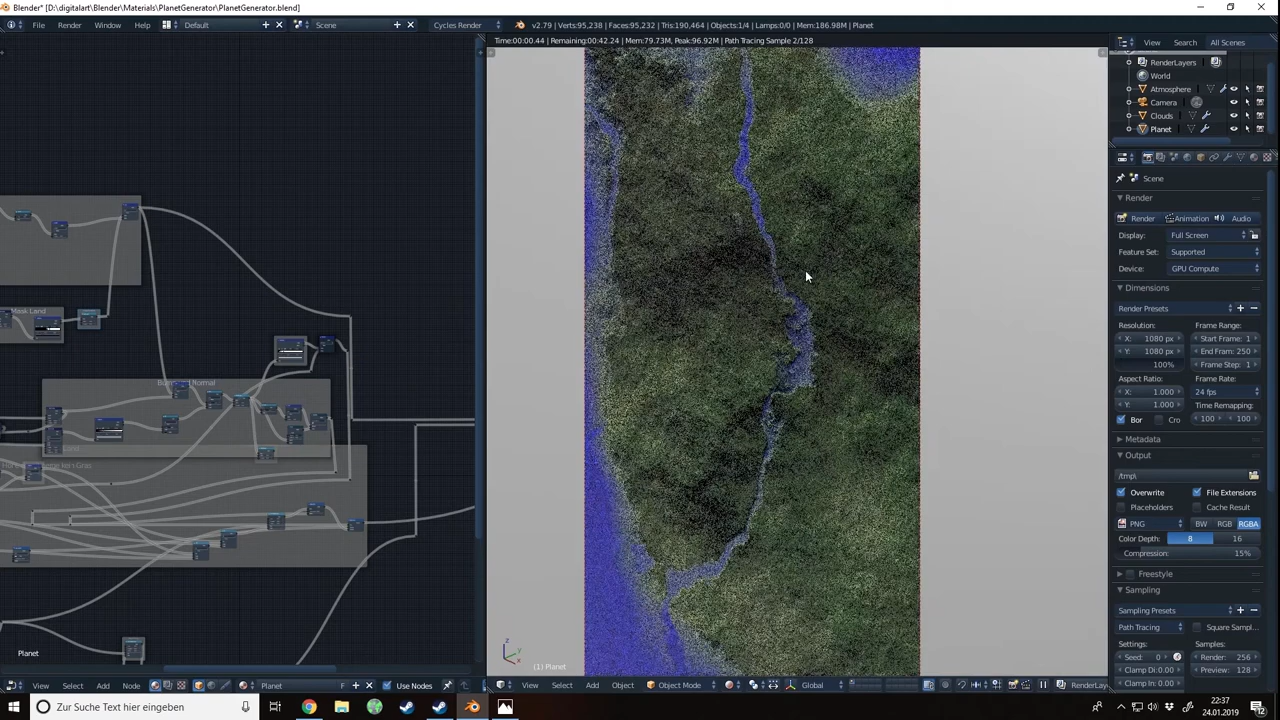 Blender* [D:\digitalart\Blender\Materials\PlanetGenerator\PlanetGenerator.blend]
File Render Window Help Default Scene Cycles Render v2.79 | Verts:95,238 | Faces:95,232 | Tris:190,464 | Objects:1/4 | Lamps:0/0 | Mem:186.98M | Planet
Time:00:00.44 | Remaining:00:42.24 | Mem:79.73M, Peak:96.92M | Path Tracing Sample 2/128
View Search All Scenes
RenderLayers
World
Atmosphere
Camera
Clouds
Planet
Scene
Render
Render Animation Audio
Display: Full Screen
Feature Set: Supported
Device: GPU Compute
Dimensions
Render Presets
Resolution: Frame Range:
X: 1080 px Start Frame: 1
Y: 1080 px End Fram: 250
100% Frame Step: 1
Aspect Ratio: Frame Rate:
X: 1.000 24 fps
Y: 1.000 Time Remapping:
Bor Cro 100 100
Metadata
Output
/tmp\
Overwrite File Extensions
Placeholders Cache Result
PNG BW RGB RGBA
Color Depth: 8 16
Compression: 15%
Freestyle
Sampling
Sampling Presets
Path Tracing Square Sampl...
Settings: Samples:
Seed: 0 Render: 256
Clamp Di: 0.00 Preview: 128
Clamp In: 0.00
Mask Land
Normal
Planet
(1) Planet
View Select Add Node Planet F Use Nodes
View Select Add Object Object Mode Global RenderLay
Zur Suche Text hier eingeben
22:37
24.01.2019
12